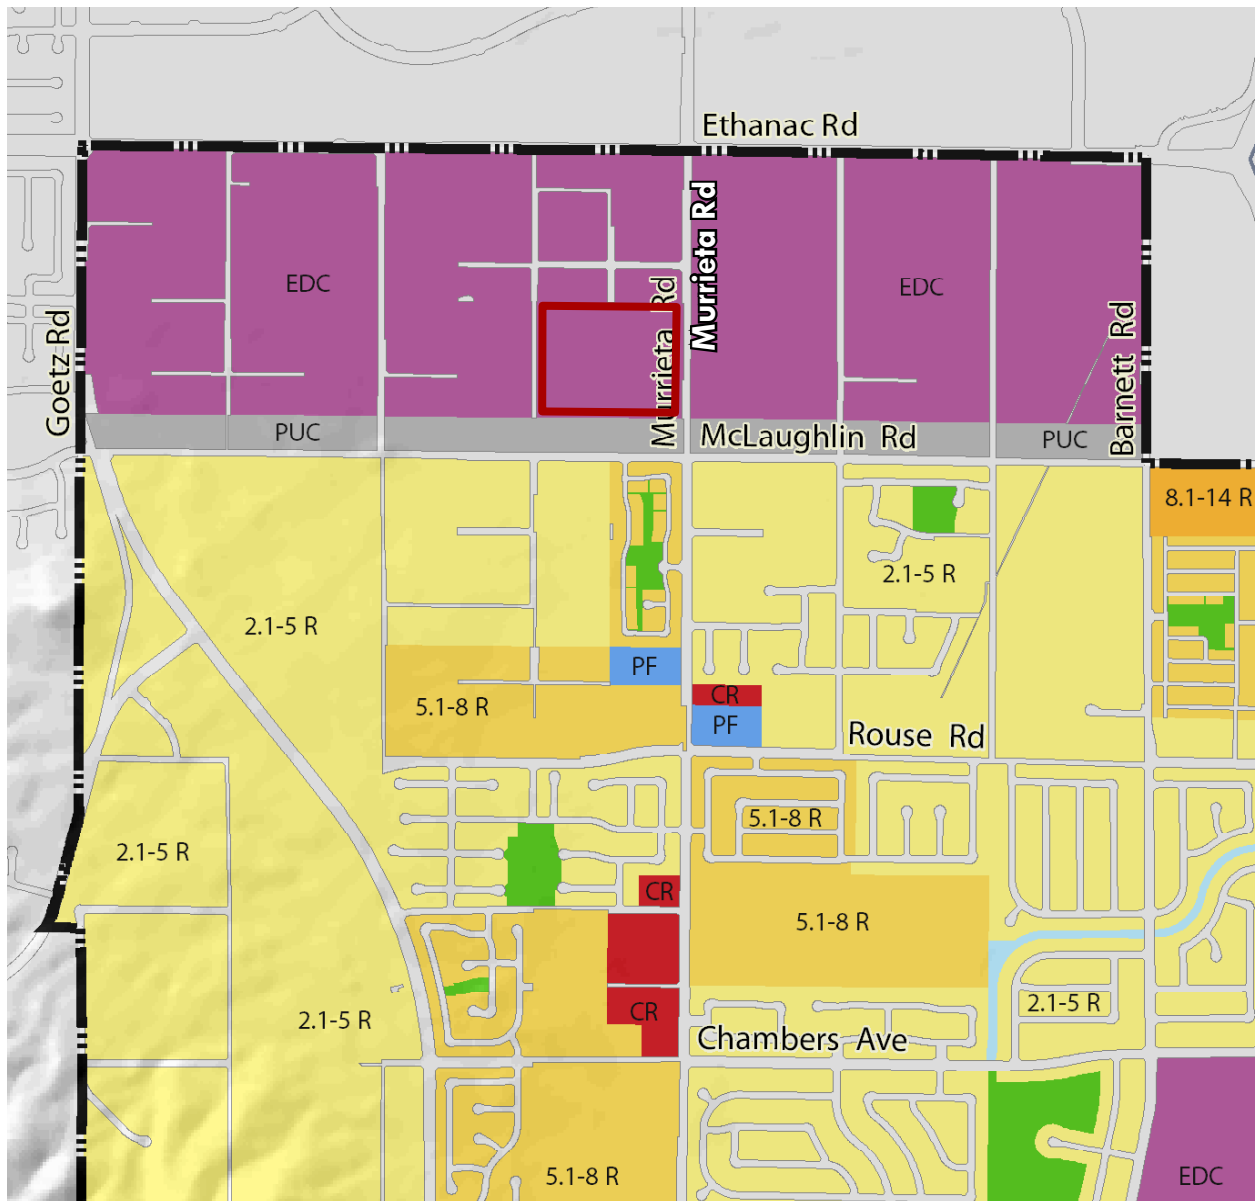 Ethanac Rd
Murrieta Rd
EDC
EDC
Murrieta Rd
Goetz Rd
Barnett Rd
PUC
McLaughlin Rd
PUC
8.1-14 R
2.1-5 R
2.1-5 R
PF
CR
5.1-8 R
PF
Rouse Rd
5.1-8 R
2.1-5 R
CR
5.1-8 R
2.1-5 R
CR
2.1-5 R
Chambers Ave
5.1-8 R
EDC